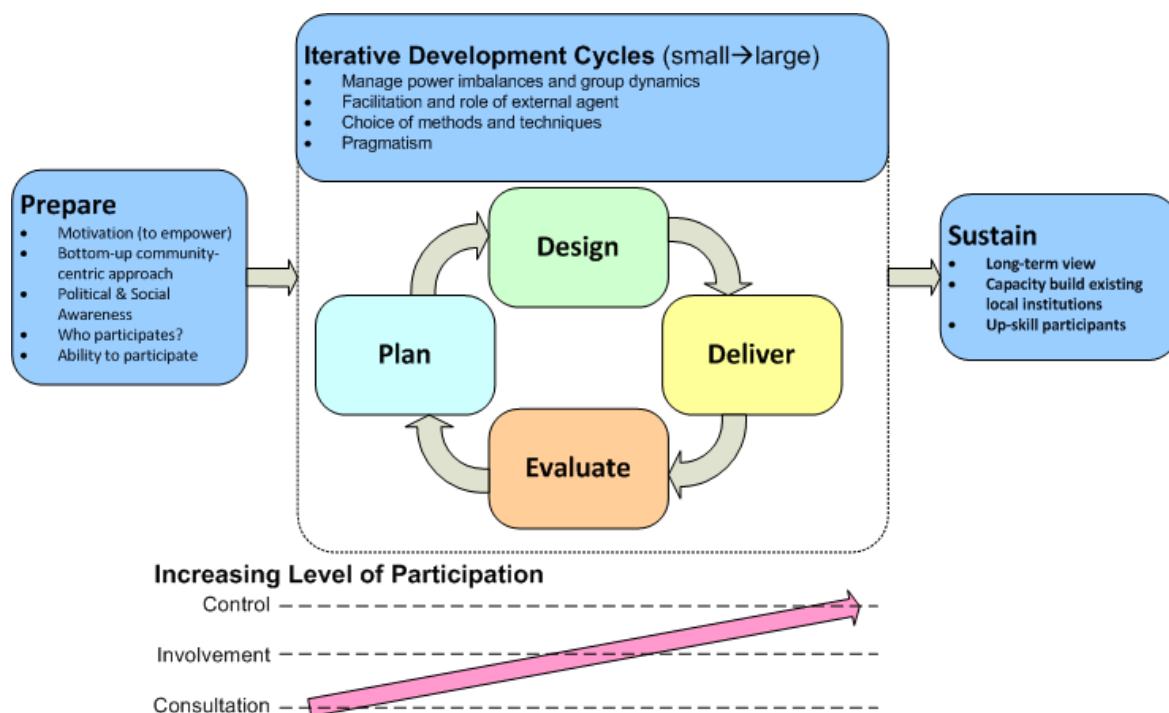 Iterative Development Cycles (small→large)
• Manage power imbalances and group dynamics
• Facilitation and role of external agent
• Choice of methods and techniques
• Pragmatism
Prepare
• Motivation (to empower)
• Bottom-up community-
centric approach
• Political & Social
Awareness
• Who participates?
• Ability to participate
Design
Plan
Deliver
Evaluate
Sustain
• Long-term view
• Capacity build existing
local institutions
• Up-skill participants
Increasing Level of Participation
Control
Involvement
Consultation